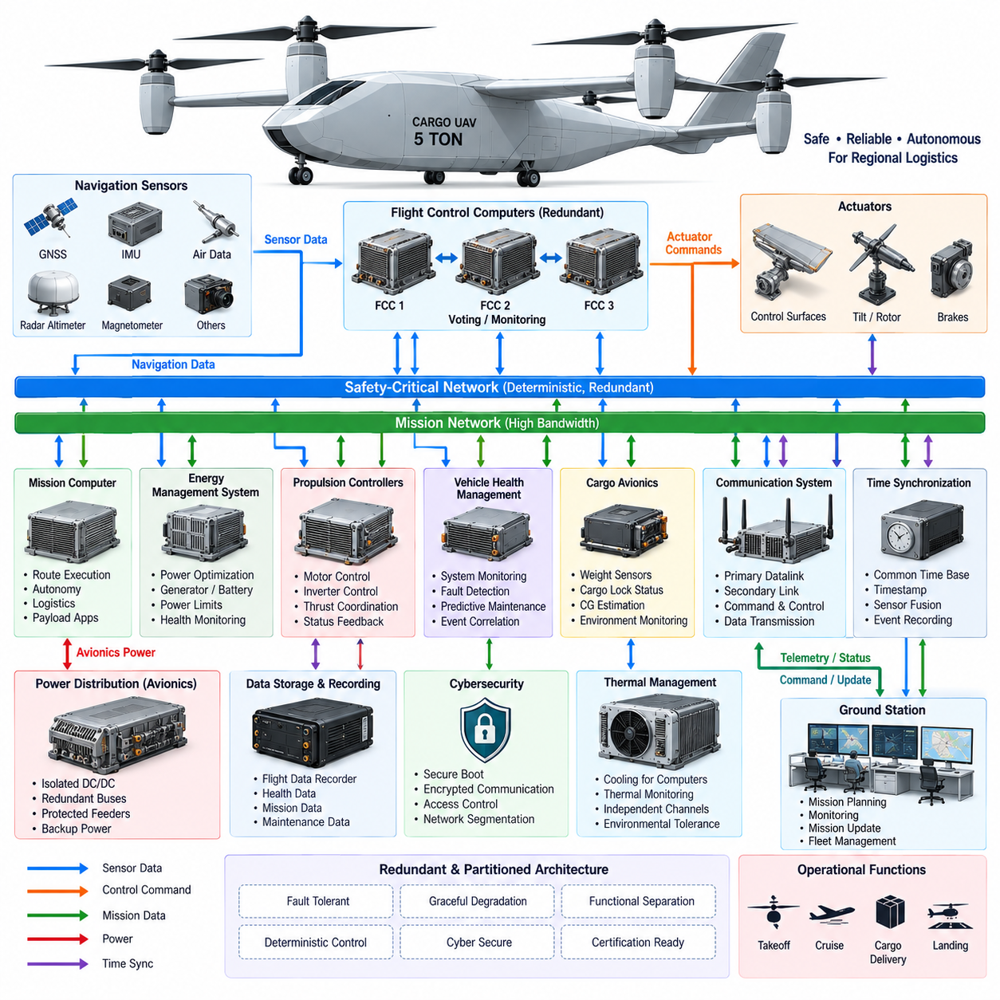 CARGO UAV
5 TON
Safe • Reliable • Autonomous
For Regional Logistics
Navigation Sensors
GNSS
IMU
Air Data
Radar Altimeter
Magnetometer
Others
Sensor Data
Navigation Data
Flight Control Computers (Redundant)
FCC 1
FCC 2
FCC 3
Voting / Monitoring
Actuator
Commands
Actuators
Control Surfaces
Tilt / Rotor
Brakes
Safety-Critical Network (Deterministic, Redundant)
Mission Network (High Bandwidth)
Mission Computer
• Route Execution
• Autonomy
• Logistics
• Payload Apps
Energy
Management System
• Power Optimization
• Generator / Battery
• Power Limits
• Health Monitoring
Propulsion Controllers
• Motor Control
• Inverter Control
• Thrust Coordination
• Status Feedback
Vehicle Health
Management
• System Monitoring
• Fault Detection
• Predictive Maintenance
• Event Correlation
Cargo Avionics
• Weight Sensors
• Cargo Lock Status
• CG Estimation
• Environment Monitoring
Communication System
• Primary Datalink
• Secondary Link
• Command & Control
• Data Transmission
Time Synchronization
• Common Time Base
• Timestamp
• Sensor Fusion
• Event Recording
Avionics Power
Telemetry / Status
Command / Update
Power Distribution (Avionics)
• Isolated DC/DC
• Redundant Buses
• Protected Feeders
• Backup Power
Data Storage & Recording
• Flight Data Recorder
• Health Data
• Mission Data
• Maintenance Data
Cybersecurity
• Secure Boot
• Encrypted Communication
• Access Control
• Network Segmentation
Thermal Management
• Cooling for Computers
• Thermal Monitoring
• Independent Channels
• Environmental Tolerance
Ground Station
• Mission Planning
• Monitoring
• Mission Update
• Fleet Management
Sensor Data
Control Command
Mission Data
Power
Time Sync
Redundant & Partitioned Architecture
Fault Tolerant
Graceful Degradation
Functional Separation
Deterministic Control
Cyber Secure
Certification Ready
Operational Functions
Takeoff
Cruise
Cargo
Delivery
Landing